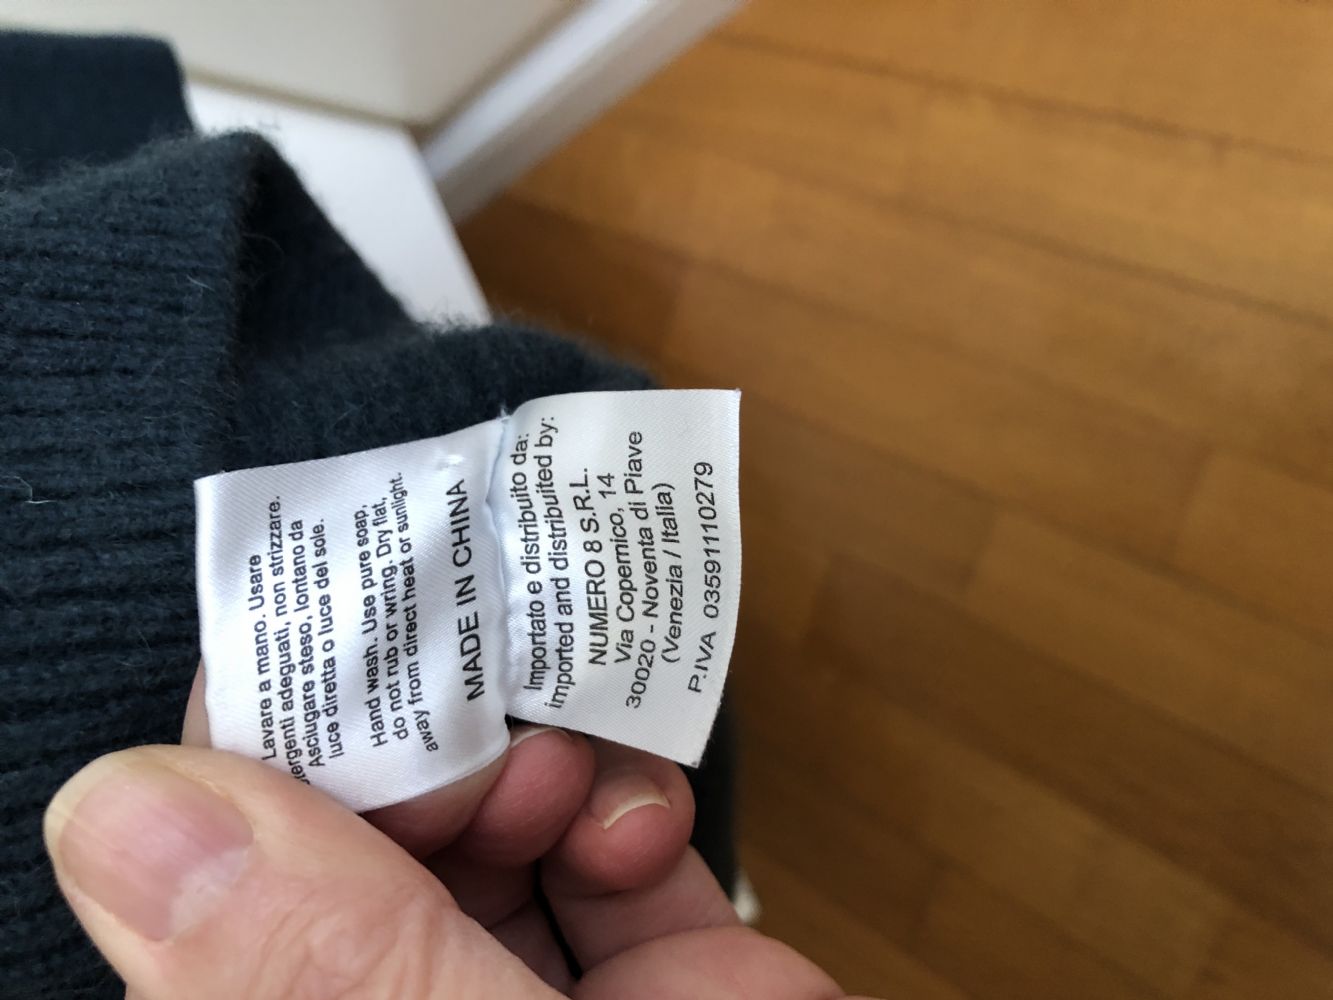 Lavare a mano. Usare
detergenti adeguati, non strizzare.
Asciugare steso, lontano da
luce diretta o luce del sole.
Hand wash. Use pure soap,
do not rub or wring. Dry flat,
away from direct heat or sunlight.
MADE IN CHINA
Importato e distribuito da:
imported and distribuited by:
NUMERO 8 S.R.L.
Via Copernico, 14
30020 - Noventa di Piave
(Venezia / Italia)
P.IVA 03591110279